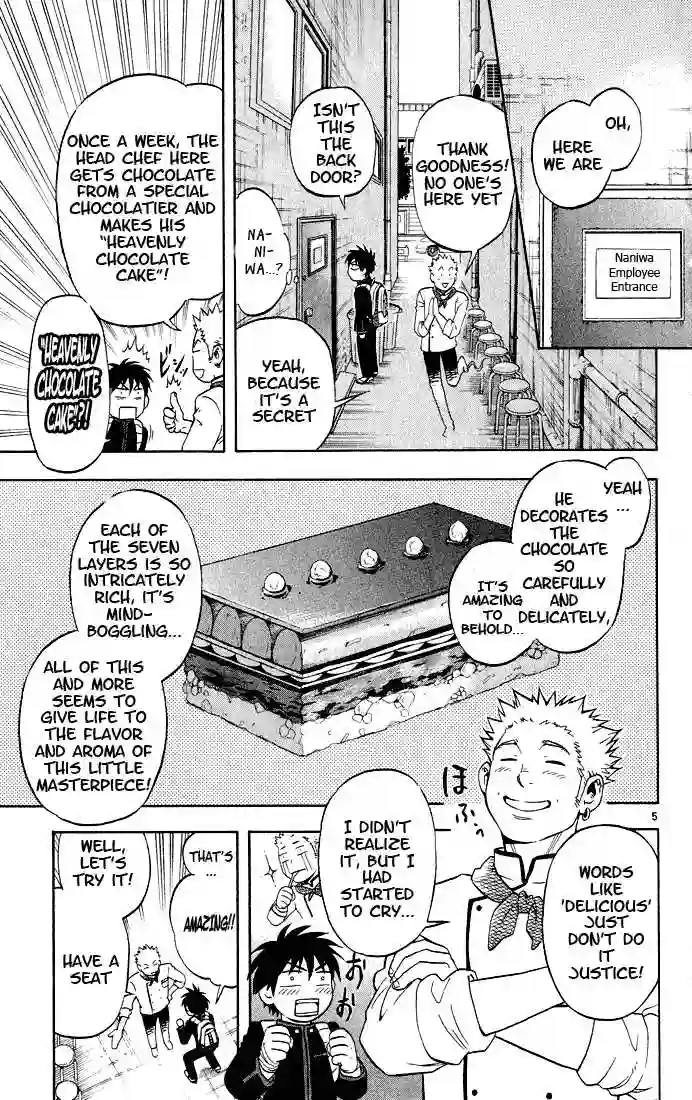 OH,
HERE
WE ARE
Naniwa
Employee
Entrance
THANK
GOODNESS!
NO ONE'S
HERE YET
ISN'T
THIS
THE
BACK
DOOR?
NA-
NI-
WA...?
YEAH,
BECAUSE
IT'S A
SECRET
ONCE A WEEK, THE
HEAD CHEF HERE
GETS CHOCOLATE
FROM A SPECIAL
CHOCOLATIER AND
MAKES HIS
"HEAVENLY
CHOCOLATE
CAKE"!
"HEAVENLY
CHOCOLATE
CAKE"?!
YEAH
...
HE
DECORATES
THE
CHOCOLATE
SO
CAREFULLY
AND
DELICATELY,
IT'S
AMAZING
TO
BEHOLD...
EACH OF
THE SEVEN
LAYERS IS SO
INTRICATELY
RICH, IT'S
MIND-
BOGGLING...
ALL OF THIS
AND MORE
SEEMS TO
GIVE LIFE TO
THE FLAVOR
AND AROMA OF
THIS LITTLE
MASTERPIECE!
ほふ
5
WORDS
LIKE
'DELICIOUS'
JUST
DON'T DO
IT
JUSTICE!
I DIDN'T
REALIZE
IT, BUT I
HAD
STARTED
TO CRY...
おおお
THAT'S
...
AMAZING!!
WELL,
LET'S
TRY IT!
HAVE A
SEAT